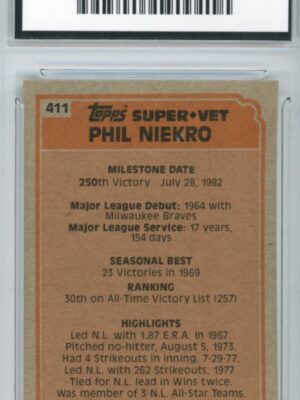 411
Topps SUPER•VET
PHIL NIEKRO
MILESTONE DATE
250th Victory July 28, 1982
Major League Debut: 1964 with
Milwaukee Braves
Major League Service: 17 years,
154 days
SEASONAL BEST
23 Victories in 1969
RANKING
30th on All-Time Victory List (257)
HIGHLIGHTS
Led N.L. with 1.87 E.R.A. in 1967.
Pitched no-hitter, August 5, 1973.
Had 4 Strikeouts in inning, 7-29-77.
Led N.L. with 262 Strikeouts, 1977.
Tied for N.L. lead in Wins twice.
Was member of 3 N.L. All-Star Teams.